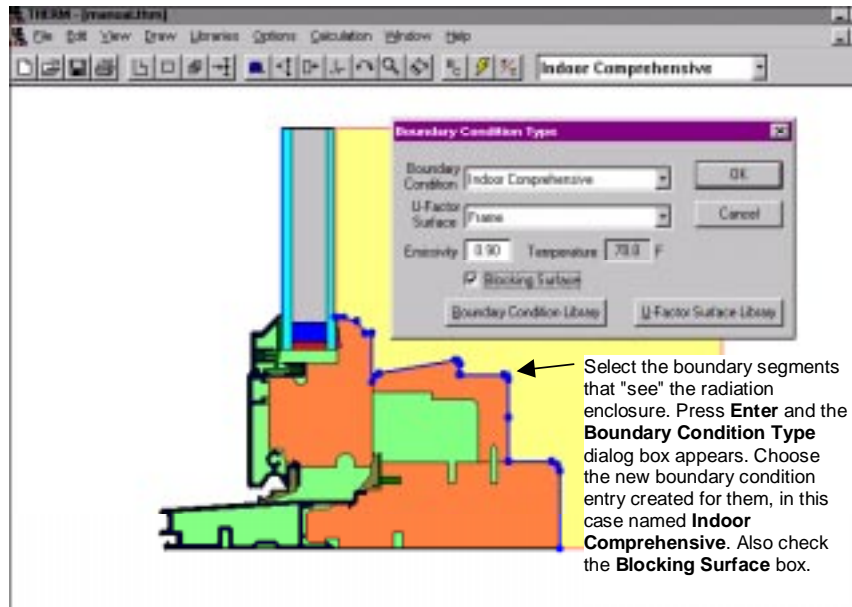 THERM - [manual.thm]
File Edit View Draw Libraries Options Calculation Window Help
Indoor Comprehensive
Boundary Condition Type
Boundary
Condition Indoor Comprehensive
OK
U-Factor
Surface Frame
Cancel
Emissivity 0.90 Temperature 70.0 F
Blocking Surface
Boundary Condition Library U-Factor Surface Library
Select the boundary segments
that "see" the radiation
enclosure. Press Enter and the
Boundary Condition Type
dialog box appears. Choose
the new boundary condition
entry created for them, in this
case named Indoor
Comprehensive. Also check
the Blocking Surface box.